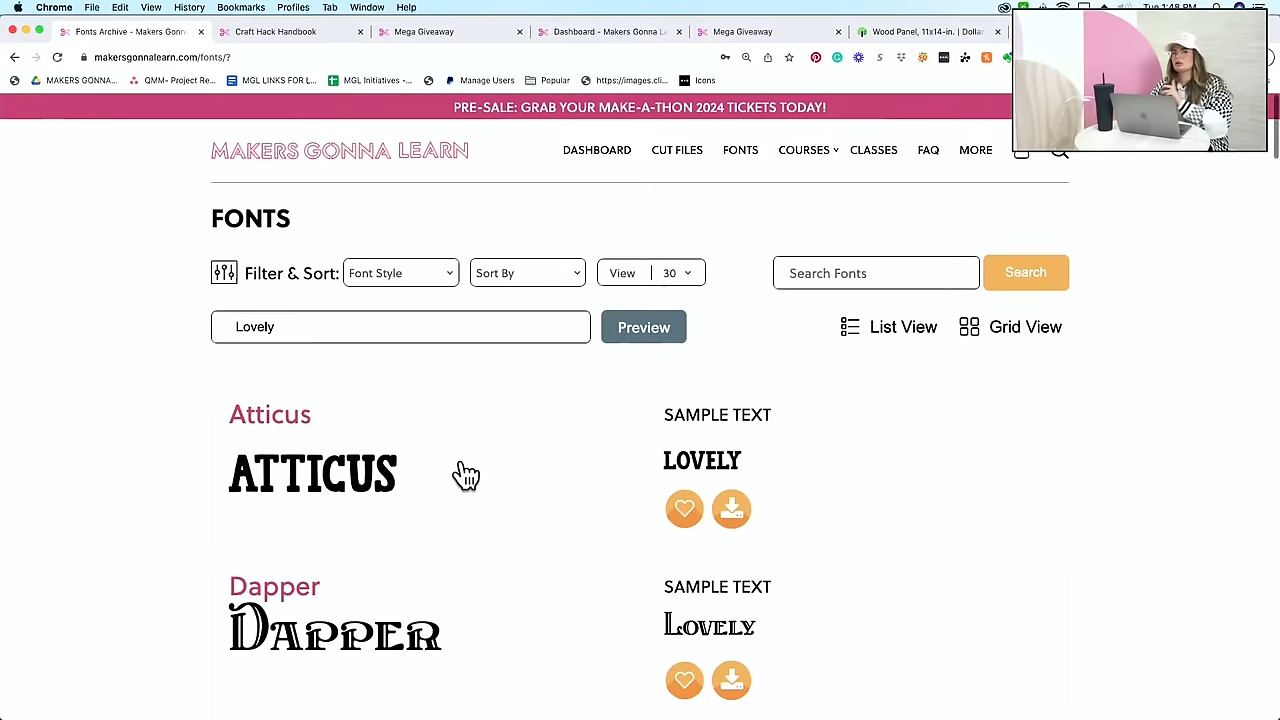 Chrome File Edit View History Bookmarks Profiles Tab Window Help
Fonts Archive - Makers Gonn
Craft Hack Handbook
Mega Giveaway
Dashboard - Makers Gonna Le
Mega Giveaway
Wood Panel, 11x14-in. | Dollar
makersgonnalearn.com/fonts/?
MAKERS GONNA... QMM- Project Re... MGL LINKS FOR L... MGL Initiatives -... Manage Users Popular https://images.cli... Icons
PRE-SALE: GRAB YOUR MAKE-A-THON 2024 TICKETS TODAY!
MAKERS GONNA LEARN DASHBOARD CUT FILES FONTS COURSES CLASSES FAQ MORE
FONTS
Filter & Sort: Font Style Sort By View 30 Search Fonts Search
Lovely Preview List View Grid View
Atticus SAMPLE TEXT
ATTICUS LOVELY
Dapper SAMPLE TEXT
DAPPER LOVELY